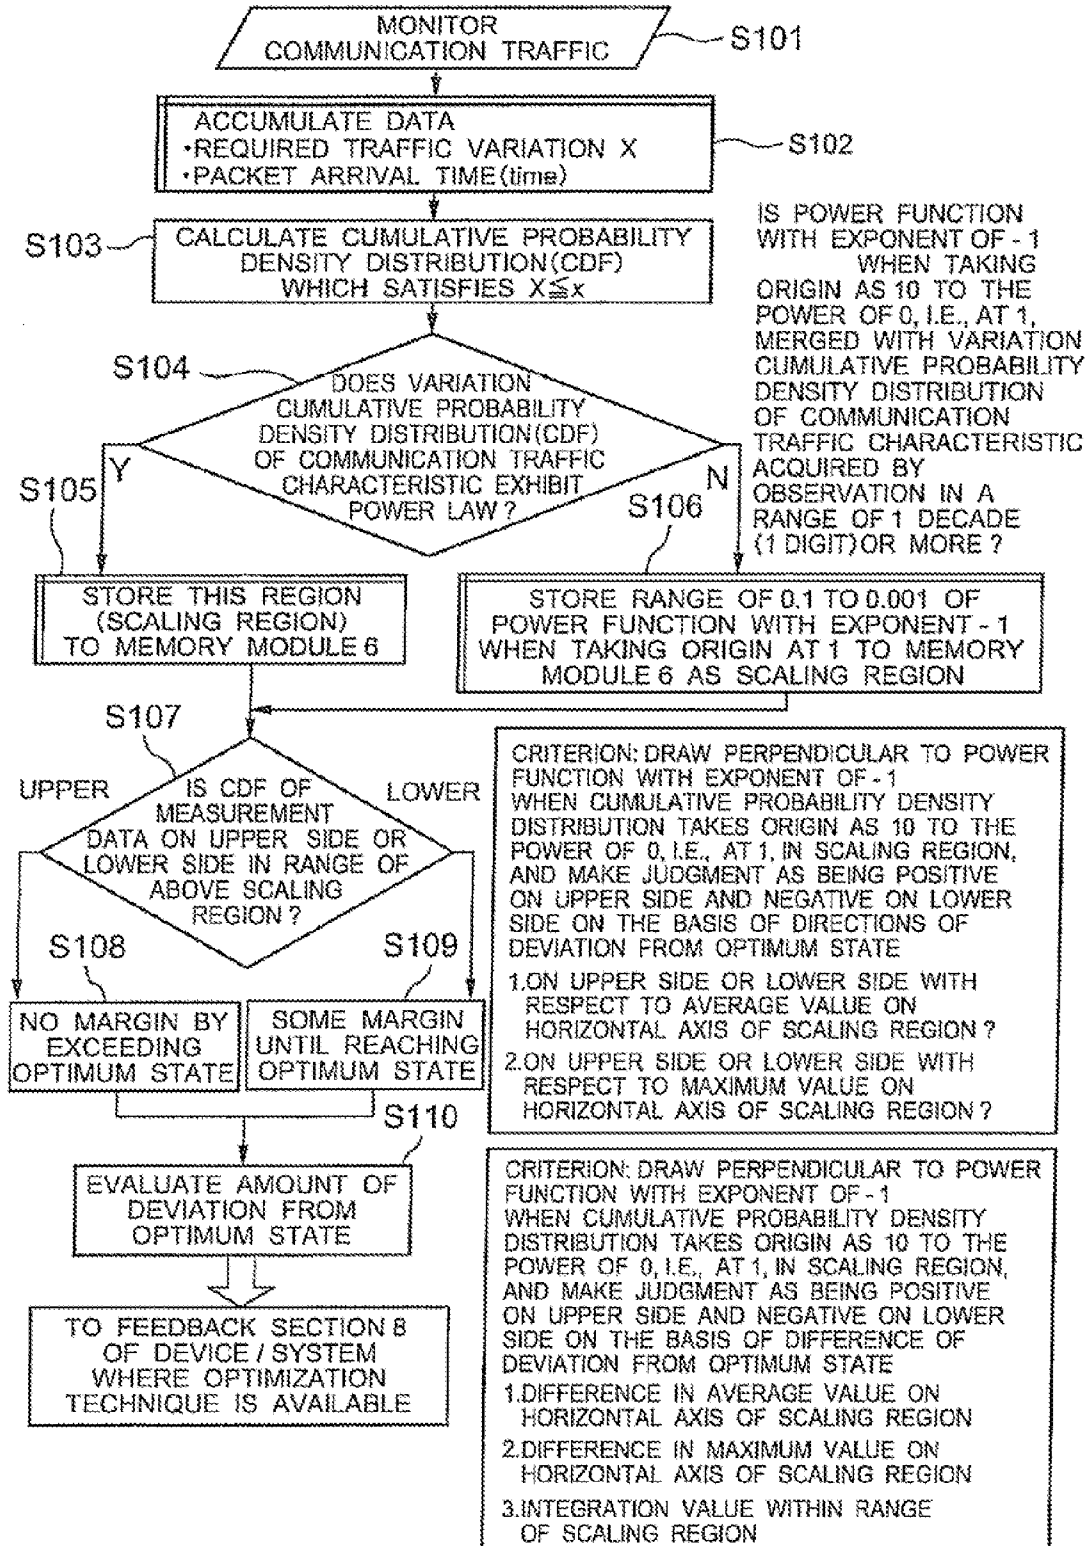 MONITOR
COMMUNICATION TRAFFIC
S101
ACCUMULATE DATA
•REQUIRED TRAFFIC VARIATION X
•PACKET ARRIVAL TIME(time)
S102
S103
CALCULATE CUMULATIVE PROBABILITY
DENSITY DISTRIBUTION(CDF)
WHICH SATISFIES X≦x
IS POWER FUNCTION
WITH EXPONENT OF - 1
WHEN TAKING
ORIGIN AS 10 TO THE
POWER OF 0, I.E., AT 1,
MERGED WITH VARIATION
CUMULATIVE PROBABILITY
DENSITY DISTRIBUTION
OF COMMUNICATION
TRAFFIC CHARACTERISTIC
ACQUIRED BY
OBSERVATION IN A
RANGE OF 1 DECADE
(1 DIGIT)OR MORE ?
S104
DOES VARIATION
CUMULATIVE PROBABILITY
DENSITY DISTRIBUTION(CDF)
OF COMMUNICATION TRAFFIC
CHARACTERISTIC EXHIBIT
POWER LAW ?
Y
N
S105
STORE THIS REGION
(SCALING REGION)
TO MEMORY MODULE 6
S106
STORE RANGE OF 0.1 TO 0.001 OF
POWER FUNCTION WITH EXPONENT - 1
WHEN TAKING ORIGIN AT 1 TO MEMORY
MODULE 6 AS SCALING REGION
S107
UPPER
LOWER
IS CDF OF
MEASUREMENT
DATA ON UPPER SIDE OR
LOWER SIDE IN RANGE OF
ABOVE SCALING
REGION ?
CRITERION: DRAW PERPENDICULAR TO POWER
FUNCTION WITH EXPONENT OF - 1
WHEN CUMULATIVE PROBABILITY DENSITY
DISTRIBUTION TAKES ORIGIN AS 10 TO THE
POWER OF 0, I.E., AT 1, IN SCALING REGION,
AND MAKE JUDGMENT AS BEING POSITIVE
ON UPPER SIDE AND NEGATIVE ON LOWER
SIDE ON THE BASIS OF DIRECTIONS OF
DEVIATION FROM OPTIMUM STATE
1.ON UPPER SIDE OR LOWER SIDE WITH
RESPECT TO AVERAGE VALUE ON
HORIZONTAL AXIS OF SCALING REGION ?
2.ON UPPER SIDE OR LOWER SIDE WITH
RESPECT TO MAXIMUM VALUE ON
HORIZONTAL AXIS OF SCALING REGION ?
S108
NO MARGIN BY
EXCEEDING
OPTIMUM STATE
S109
SOME MARGIN
UNTIL REACHING
OPTIMUM STATE
S110
EVALUATE AMOUNT OF
DEVIATION FROM
OPTIMUM STATE
TO FEEDBACK SECTION 8
OF DEVICE / SYSTEM
WHERE OPTIMIZATION
TECHNIQUE IS AVAILABLE
CRITERION: DRAW PERPENDICULAR TO POWER
FUNCTION WITH EXPONENT OF - 1
WHEN CUMULATIVE PROBABILITY DENSITY
DISTRIBUTION TAKES ORIGIN AS 10 TO THE
POWER OF 0, I.E., AT 1, IN SCALING REGION,
AND MAKE JUDGMENT AS BEING POSITIVE
ON UPPER SIDE AND NEGATIVE ON LOWER
SIDE ON THE BASIS OF DIFFERENCE OF
DEVIATION FROM OPTIMUM STATE
1.DIFFERENCE IN AVERAGE VALUE ON
HORIZONTAL AXIS OF SCALING REGION
2.DIFFERENCE IN MAXIMUM VALUE ON
HORIZONTAL AXIS OF SCALING REGION
3.INTEGRATION VALUE WITHIN RANGE
OF SCALING REGION